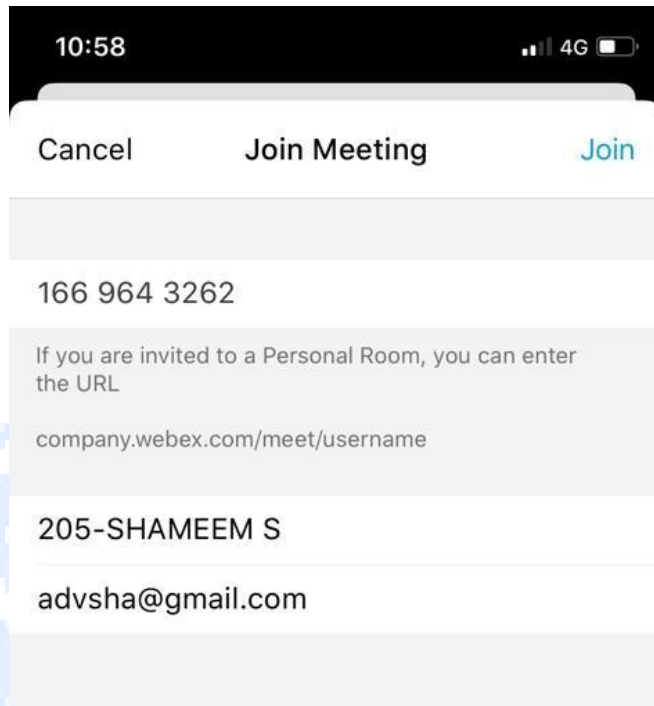 10:58 4G
Cancel Join Meeting Join
166 964 3262
If you are invited to a Personal Room, you can enter
the URL
company.webex.com/meet/username
205-SHAMEEM S
advsha@gmail.com